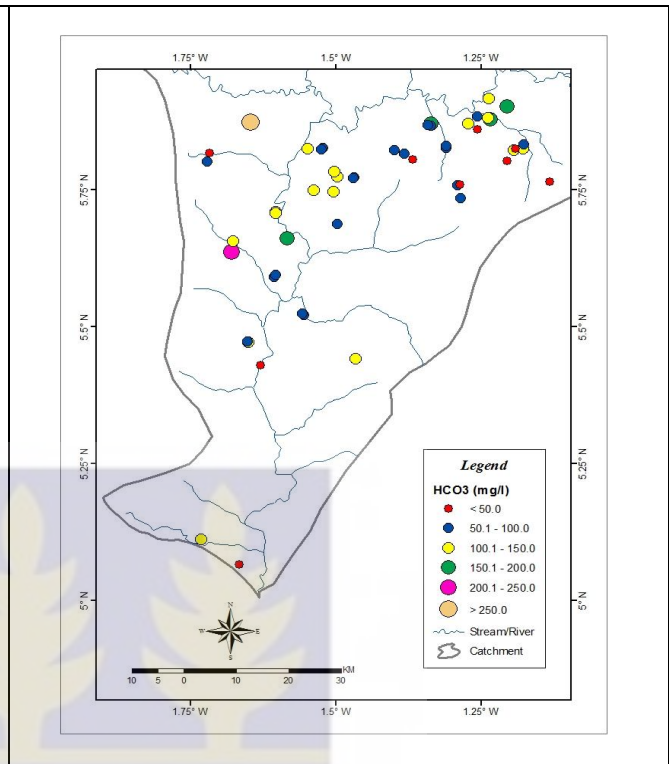 1.75° W 1.5° W 1.25° W
5.75° N 5.75° N
5.5° N 5.5° N
5.25° N 5.25° N
Legend
HCO3 (mg/l)
< 50.0
50.1 - 100.0
100.1 - 150.0
150.1 - 200.0
200.1 - 250.0
> 250.0
Stream/River
Catchment
5° N 5° N
N
W E
S
KM
10 5 0 10 20 30
1.75° W 1.5° W 1.25° W